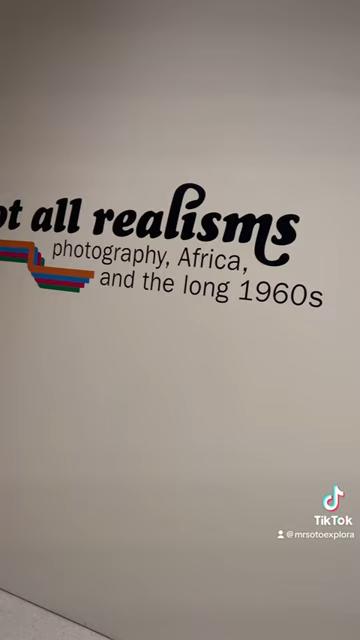 ot all realisms
photography, Africa,
and the long 1960s
TikTok
@mrsotoexplora